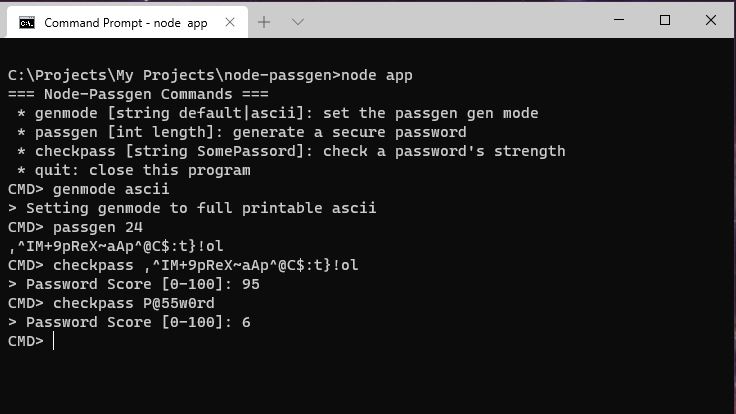 Command Prompt - node app
C:\Projects\My Projects\node-passgen>node app
=== Node-Passgen Commands ===
* genmode [string default|ascii]: set the passgen gen mode
* passgen [int length]: generate a secure password
* checkpass [string SomePassord]: check a password's strength
* quit: close this program
CMD> genmode ascii
> Setting genmode to full printable ascii
CMD> passgen 24
,^IM+9pReX~aAp^@C$:t}!ol
CMD> checkpass ,^IM+9pReX~aAp^@C$:t}!ol
> Password Score [0-100]: 95
CMD> checkpass P@55w0rd
> Password Score [0-100]: 6
CMD>